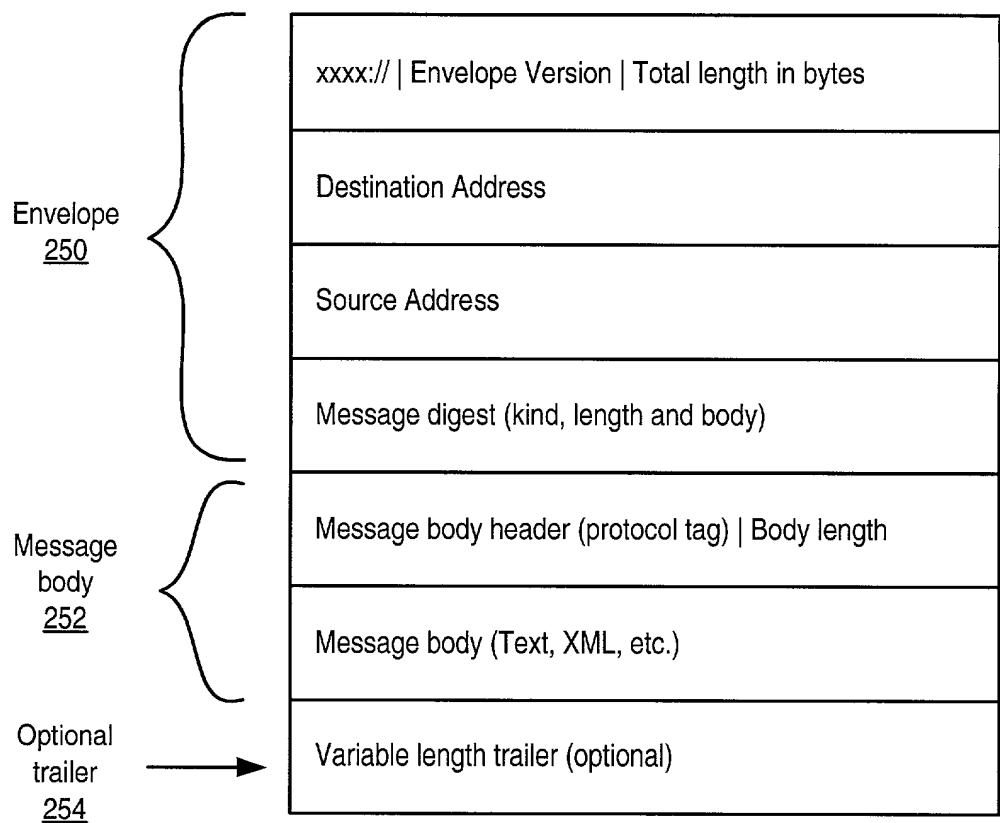 xxxx:// | Envelope Version | Total length in bytes
Destination Address
Envelope
250
Source Address
Message digest (kind, length and body)
Message body header (protocol tag) | Body length
Message
body
252
Message body (Text, XML, etc.)
Optional
trailer
254
Variable length trailer (optional)